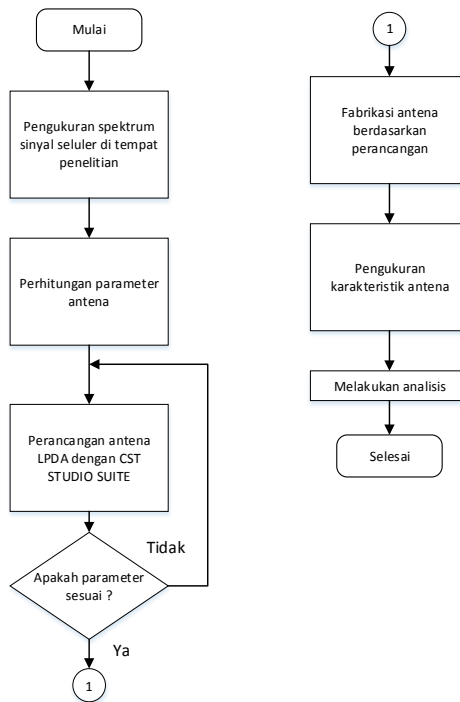 Mulai
Pengukuran spektrum
sinyal seluler di tempat
penelitian
Perhitungan parameter
antena
Perancangan antena
LPDA dengan CST
STUDIO SUITE
Tidak
Apakah parameter
sesuai ?
Ya
1
1
Fabrikasi antena
berdasarkan
perancangan
Pengukuran
karakteristik antena
Melakukan analisis
Selesai